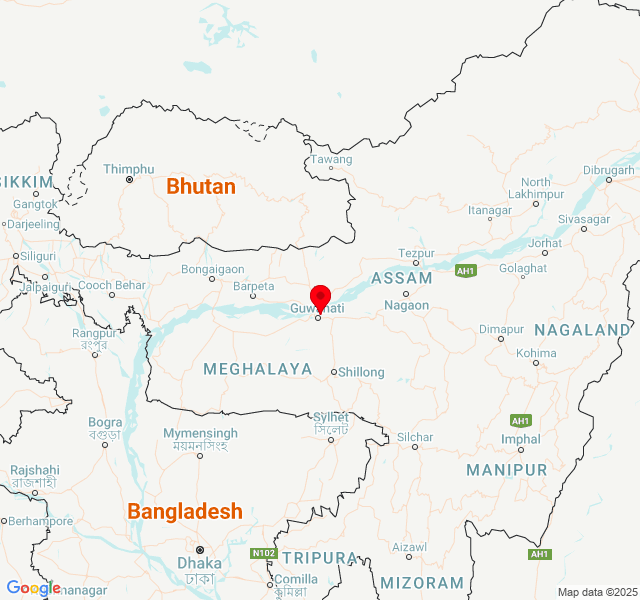 Tawang
Thimphu
Bhutan
Dibrugarh
IKKIM
Gangtok
North
Lakhimpur
Itanagar
Darjeeling
Sivasagar
Siliguri
Jorhat
Tezpur
Bongaigaon
ASSAM
AH1
Golaghat
Jalpaiguri
Cooch Behar
Barpeta
Nagaon
Guwahati
Rangpur
রংপুর
Dimapur
NAGALAND
Kohima
MEGHALAYA
Shillong
Bogra
বগুড়া
Sylhet
সিলেট
AH1
Mymensingh
ময়মনসিংহ
Silchar
Imphal
Rajshahi
রাজশাহী
MANIPUR
Berhampore
Bangladesh
N102
Dhaka
ঢাকা
TRIPURA
Aizawl
AH1
Comilla
কুমিল্লা
MIZORAM
Google
nanagar
Map data ©2025